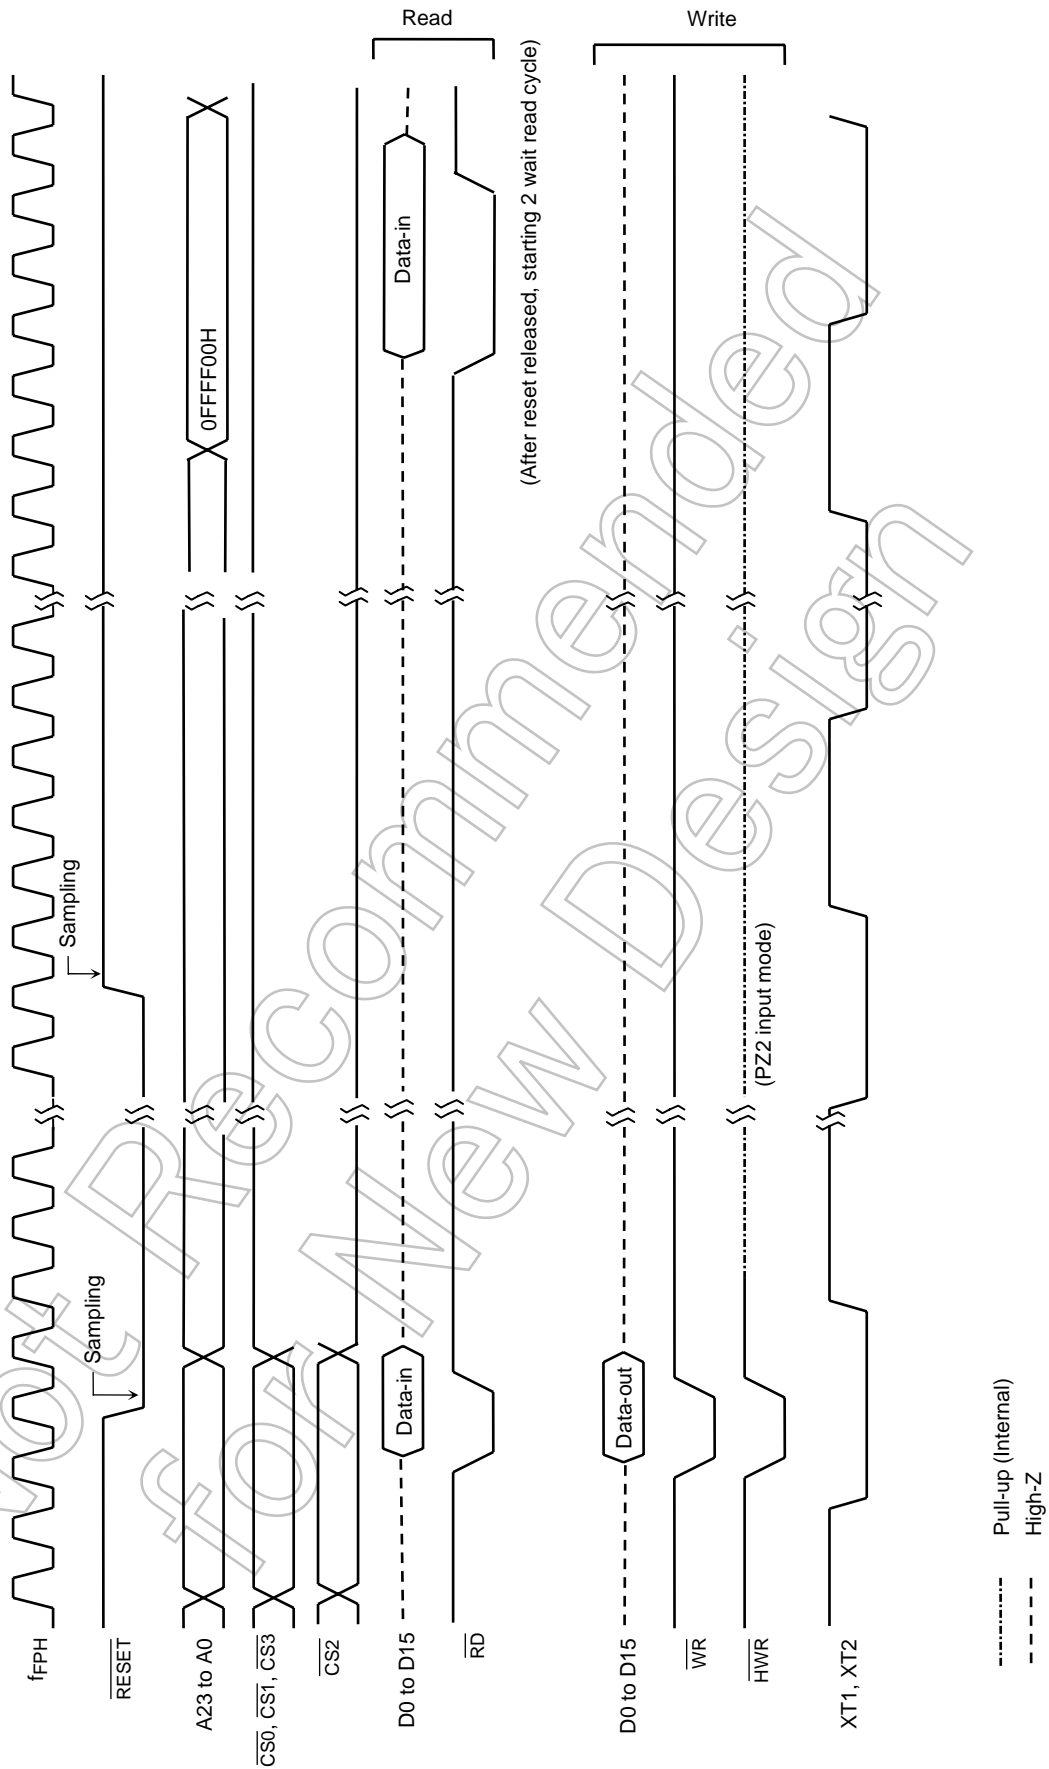 Read
Write
fFPH
RESET
Sampling
Sampling
A23 to A0
0FFFF00H
CS0, CS1, CS3
CS2
D0 to D15
Data-in
Data-in
RD
(After reset released, starting 2 wait read cycle)
D0 to D15
Data-out
WR
HWR
(PZ2 input mode)
XT1, XT2
Pull-up (Internal)
High-Z
Not Recommended
for New Design